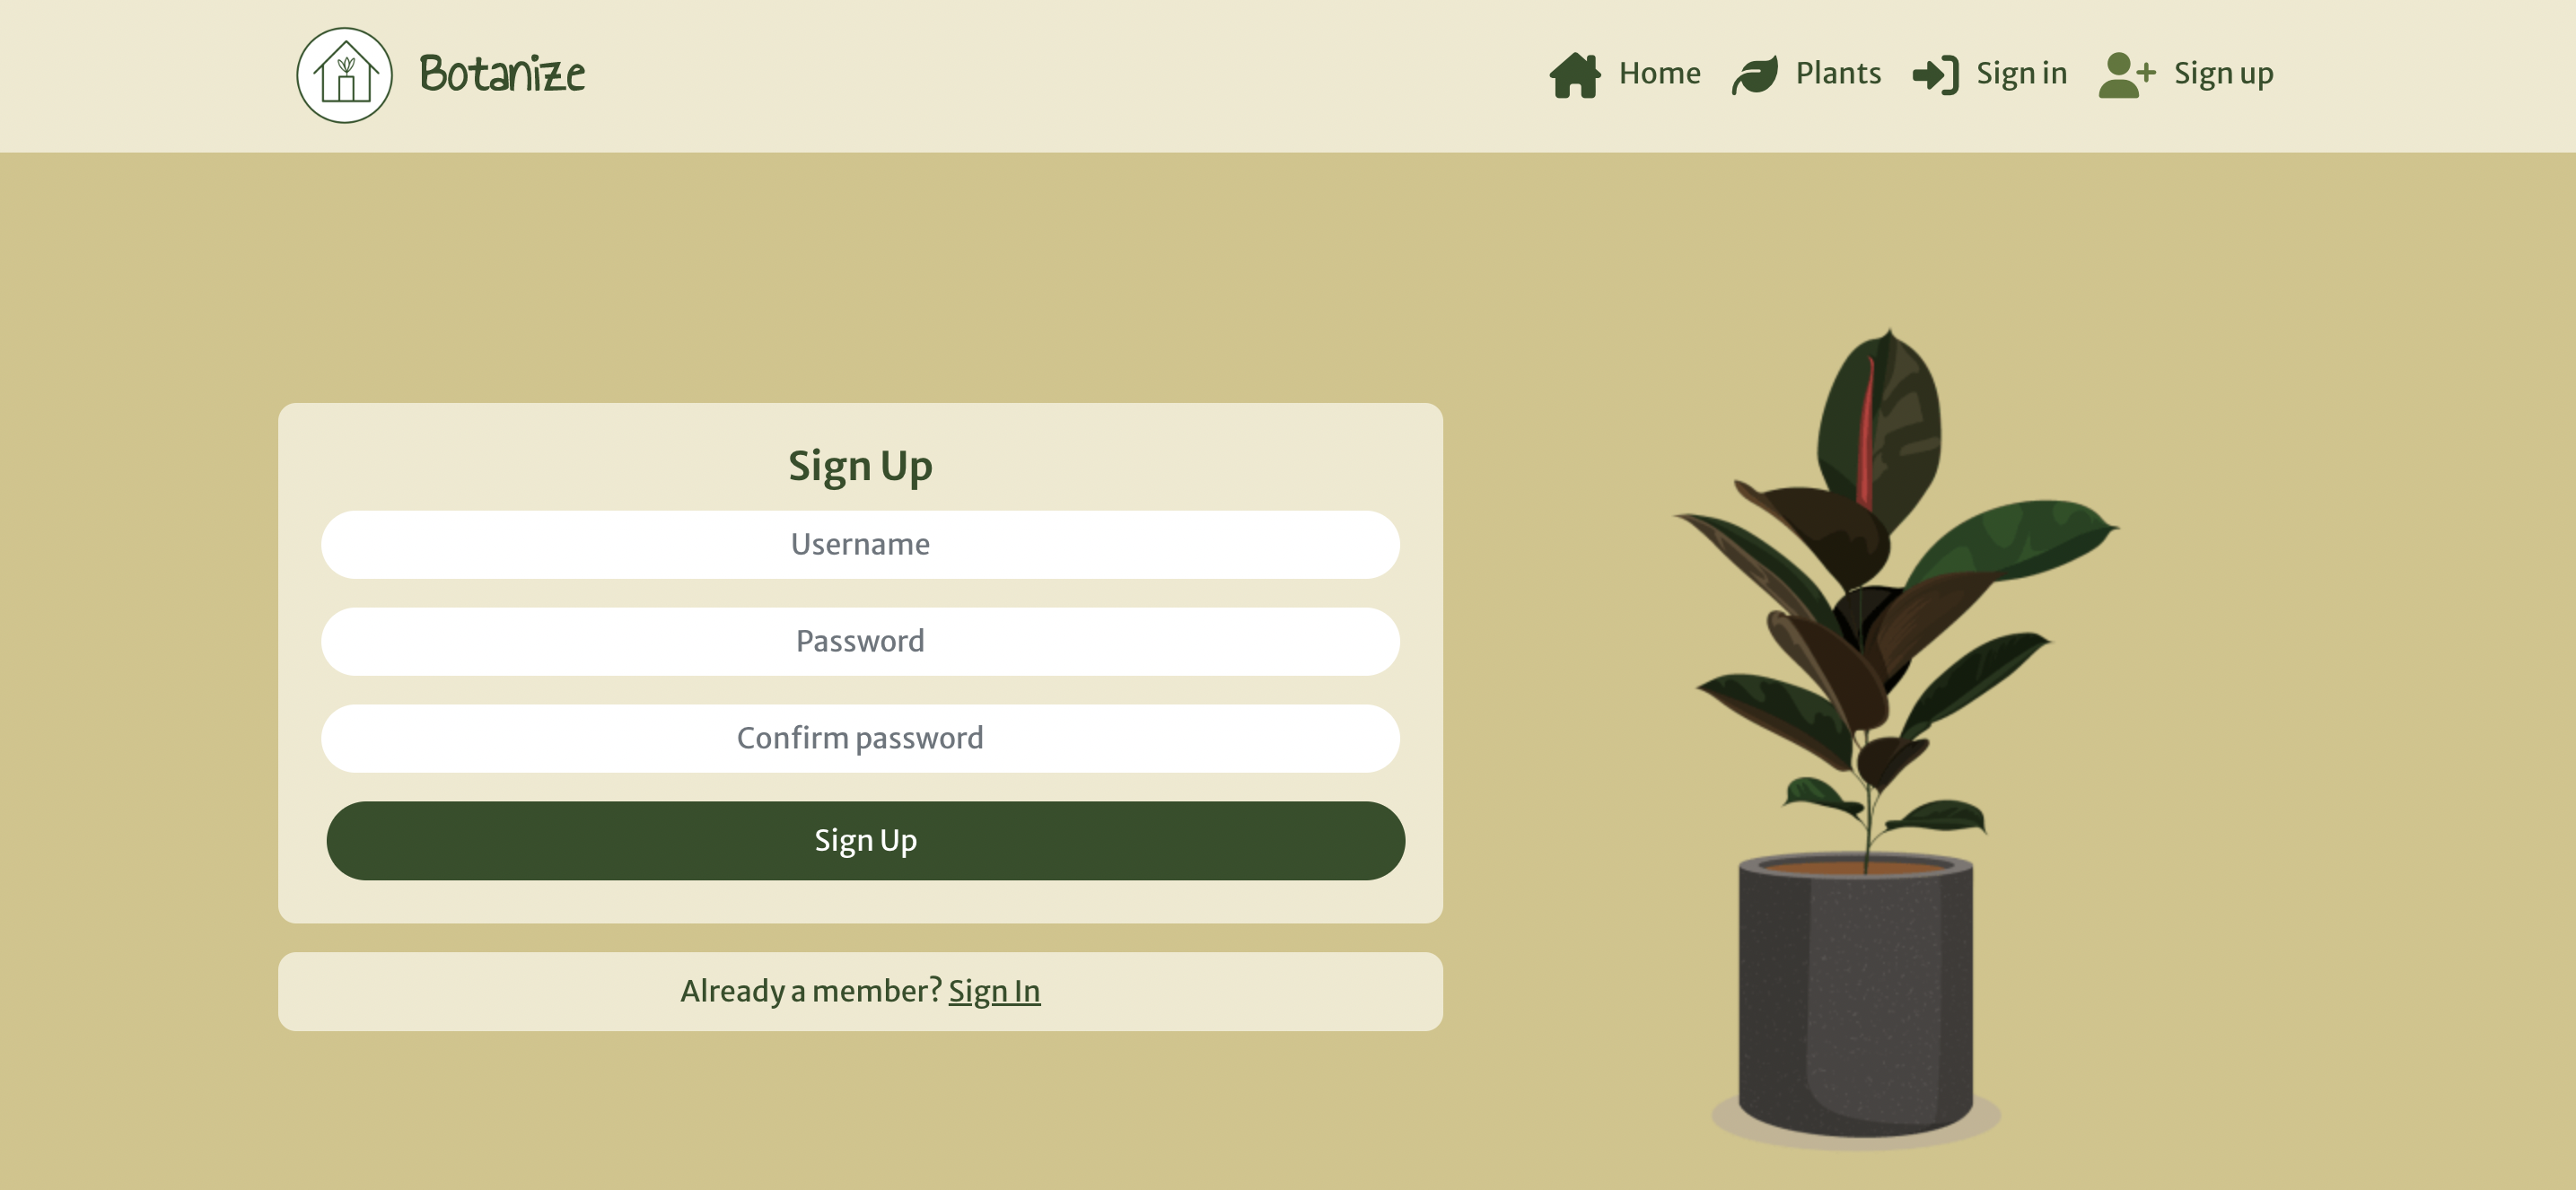 Botanize
Home Plants Sign in Sign up
Sign Up
Username
Password
Confirm password
Sign Up
Already a member? Sign In